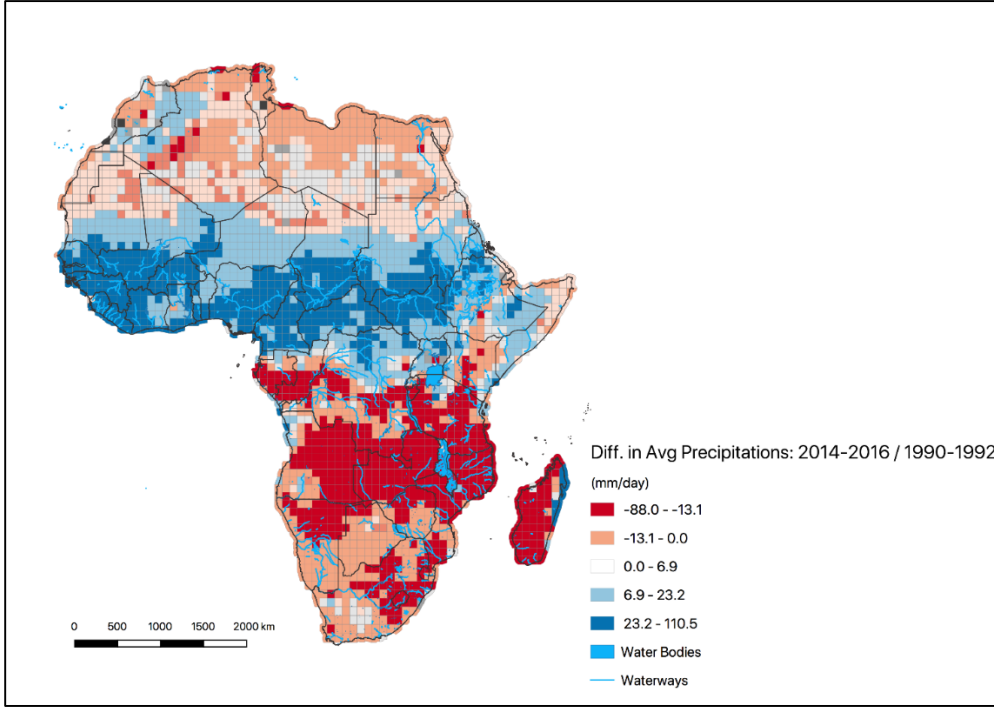 Diff. in Avg Precipitations: 2014-2016 / 1990-1992
(mm/day)
-88.0 - -13.1
-13.1 - 0.0
0.0 - 6.9
6.9 - 23.2
23.2 - 110.5
Water Bodies
Waterways
0 500 1000 1500 2000 km